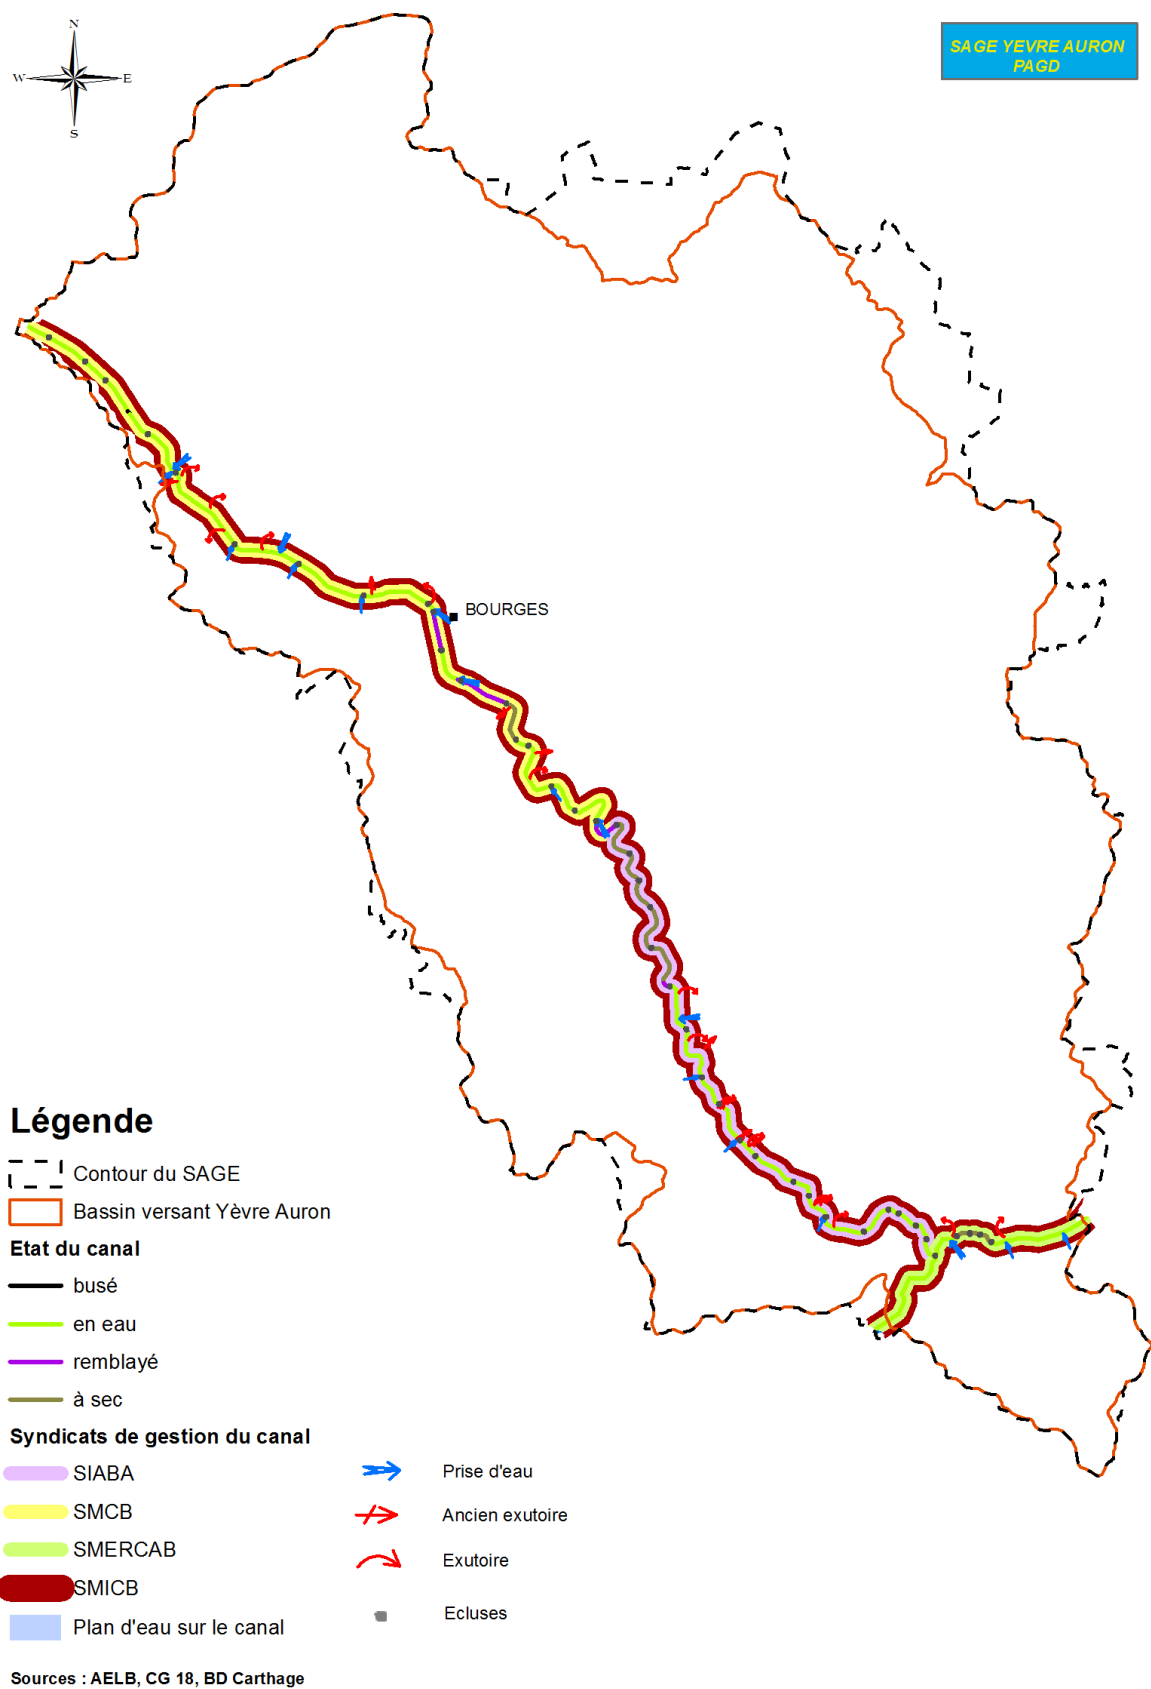 N
W
E
S
SAGE YEVRE AURON
PAGD
BOURGES
Légende
Contour du SAGE
Bassin versant Yèvre Auron
Etat du canal
busé
en eau
remblayé
à sec
Syndicats de gestion du canal
SIABA
SMCB
SMERCAB
SMICB
Plan d'eau sur le canal
Prise d'eau
Ancien exutoire
Exutoire
Ecluses
Sources : AELB, CG 18, BD Carthage